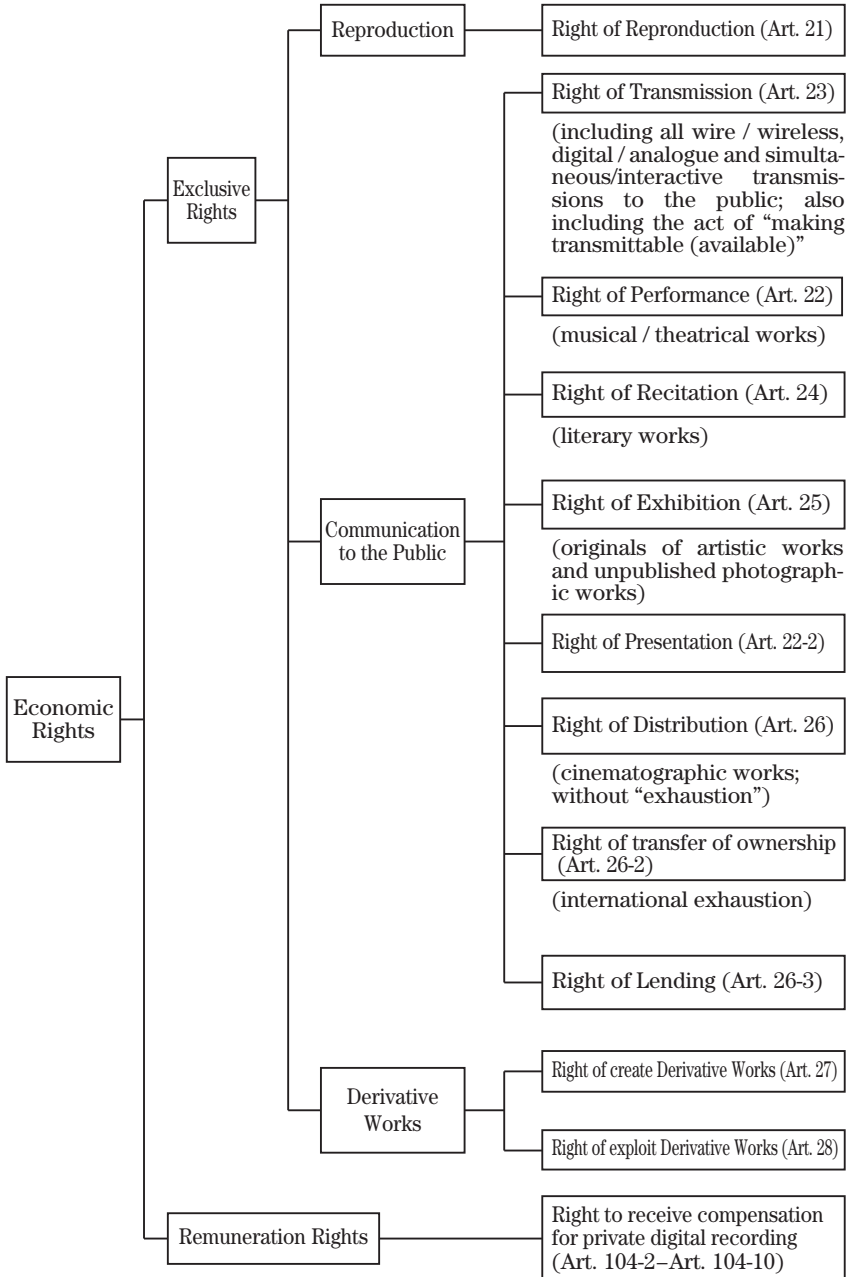 Reproduction
Right of Repronduction (Art. 21)
Right of Transmission (Art. 23)
(including all wire / wireless,
digital / analogue and simulta-
neous/interactive transmis-
sions to the public; also
including the act of “making
transmittable (available)”
Exclusive
Rights
Right of Performance (Art. 22)
(musical / theatrical works)
Right of Recitation (Art. 24)
(literary works)
Communication
to the Public
Right of Exhibition (Art. 25)
(originals of artistic works
and unpublished photograph-
ic works)
Right of Presentation (Art. 22-2)
Economic
Rights
Right of Distribution (Art. 26)
(cinematographic works;
without “exhaustion”)
Right of transfer of ownership
(Art. 26-2)
(international exhaustion)
Right of Lending (Art. 26-3)
Derivative
Works
Right of create Derivative Works (Art. 27)
Right of exploit Derivative Works (Art. 28)
Remuneration Rights
Right to receive compensation
for private digital recording
(Art. 104-2–Art. 104-10)